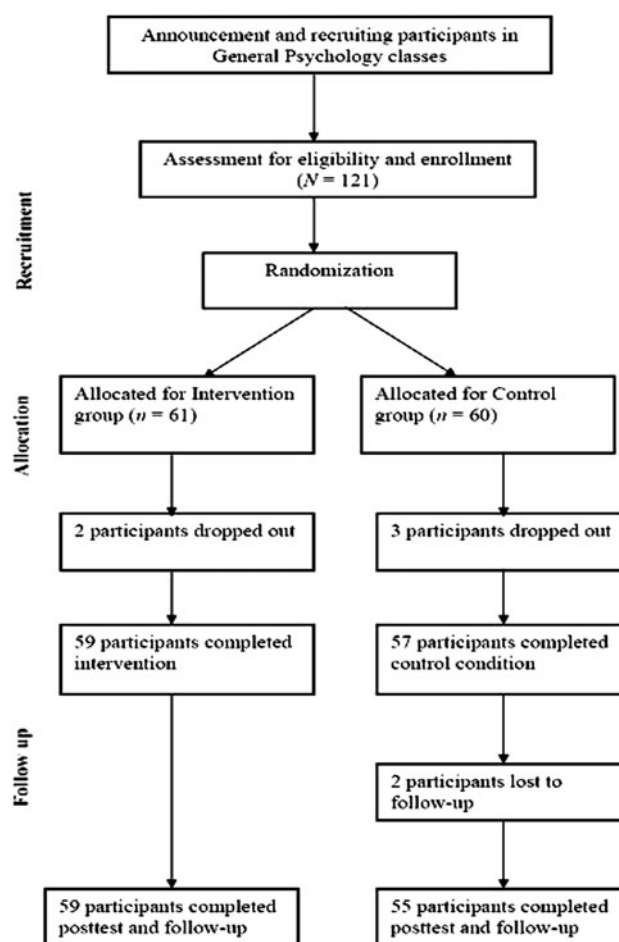 Announcement and recruiting participants in
General Psychology classes
Assessment for eligibility and enrollment
(N = 121)
Recruitment
Randomization
Allocated for Intervention
group (n = 61)
Allocated for Control
group (n = 60)
Allocation
2 participants dropped out
3 participants dropped out
59 participants completed
intervention
57 participants completed
control condition
Follow up
2 participants lost to
follow-up
59 participants completed
posttest and follow-up
55 participants completed
posttest and follow-up